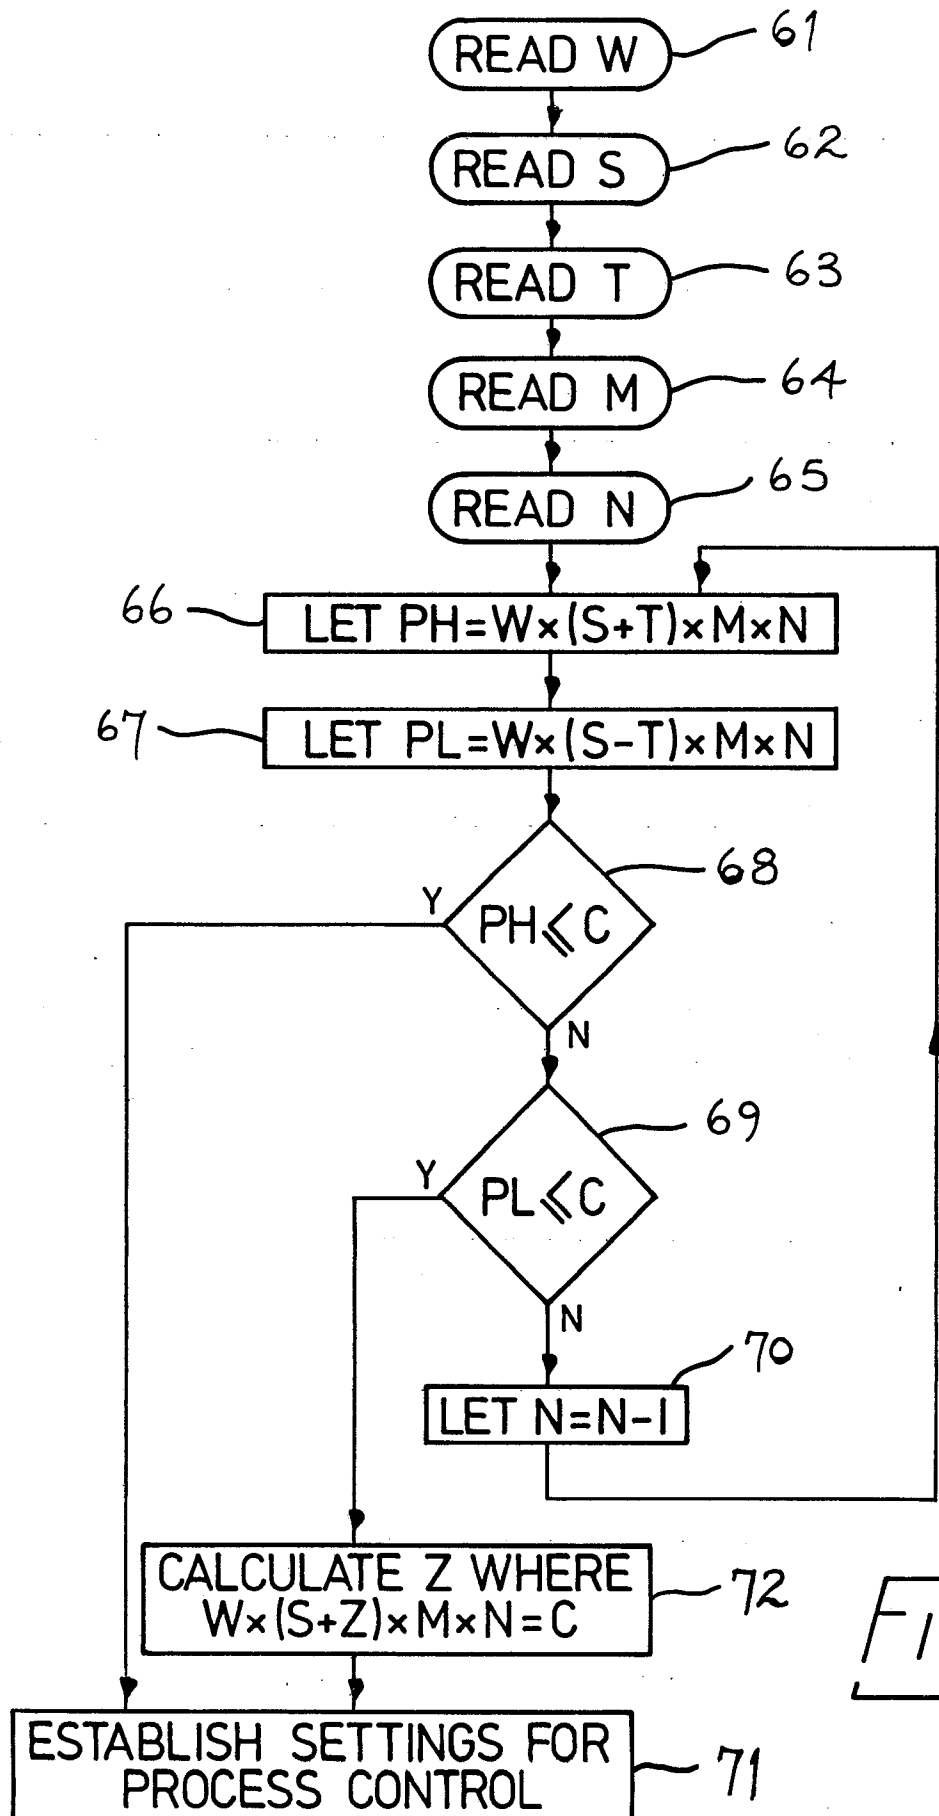 READ W
61
READ S
62
READ T
63
READ M
64
READ N
65
66
LET PH=W×(S+T)×M×N
67
LET PL=W×(S-T)×M×N
68
Y
PH⩽C
N
69
Y
PL⩽C
N
70
LET N=N-1
CALCULATE Z WHERE
W×(S+Z)×M×N=C
72
ESTABLISH SETTINGS FOR
PROCESS CONTROL
71